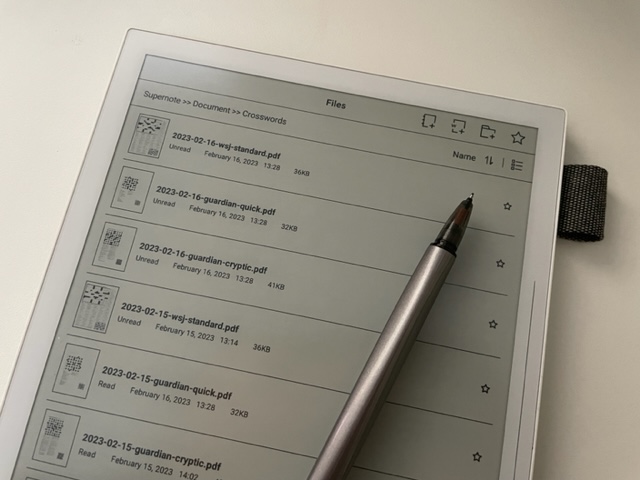 Files
Supernote >> Document >> Crosswords
Name
2023-02-16-wsj-standard.pdf
Unread February 16, 2023 13:28 36KB
2023-02-16-guardian-quick.pdf
Unread February 16, 2023 13:28 32KB
2023-02-16-guardian-cryptic.pdf
Unread February 16, 2023 13:28 41KB
2023-02-15-wsj-standard.pdf
Unread February 15, 2023 13:14 36KB
2023-02-15-guardian-quick.pdf
Read February 15, 2023 13:28 32KB
2023-02-15-guardian-cryptic.pdf
Read February 15, 2023 14:02